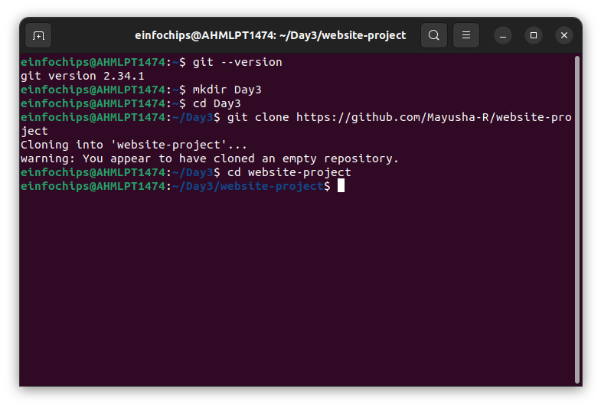 einfochips@AHMLPT1474: ~/Day3/website-project
einfochips@AHMLPT1474:~$ git --version
git version 2.34.1
einfochips@AHMLPT1474:~$ mkdir Day3
einfochips@AHMLPT1474:~$ cd Day3
einfochips@AHMLPT1474:~/Day3$ git clone https://github.com/Mayusha-R/website-pro
ject
Cloning into 'website-project'...
warning: You appear to have cloned an empty repository.
einfochips@AHMLPT1474:~/Day3$ cd website-project
einfochips@AHMLPT1474:~/Day3/website-project$